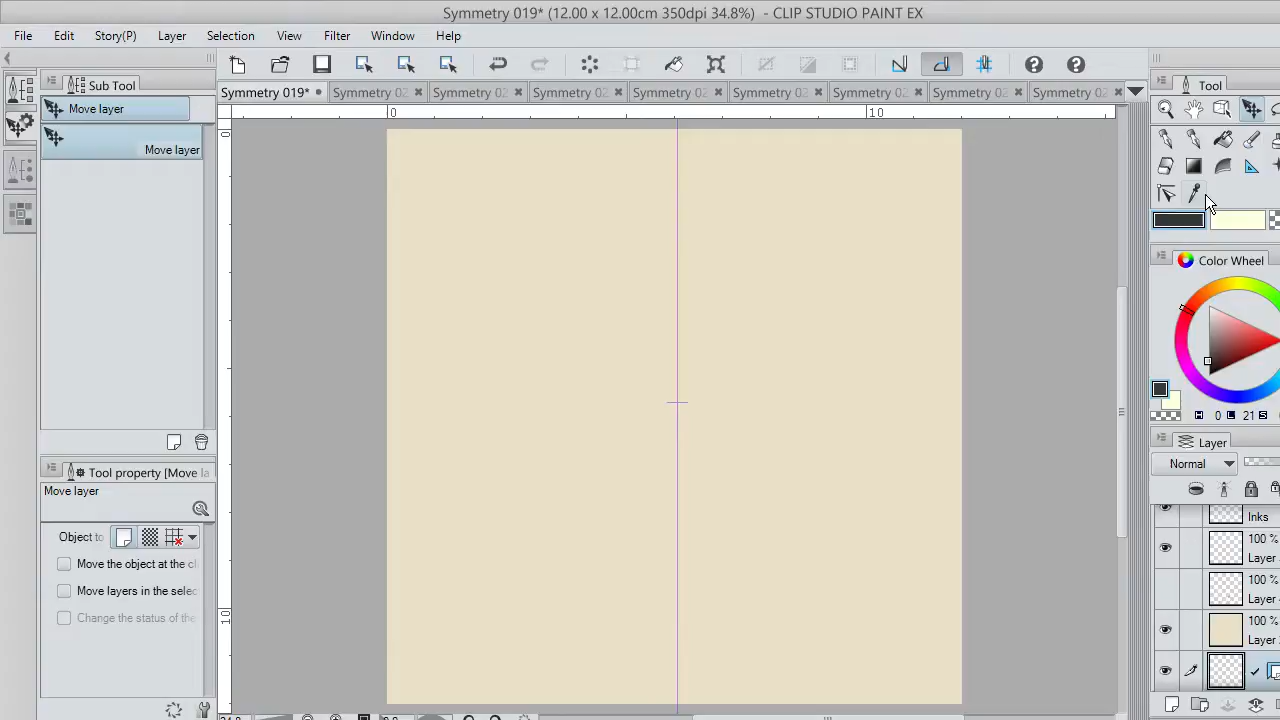 Symmetry 019* (12.00 x 12.00cm 350dpi 34.8%) - CLIP STUDIO PAINT EX
File Edit Story(P) Layer Selection View Filter Window Help
Sub Tool
Symmetry 019* Symmetry 02 Symmetry 02 Symmetry 02 Symmetry 02 Symmetry 02 Symmetry 02 Symmetry 02 Symmetry 02
Tool
Move layer
0 10
0
Move layer
Color Wheel
0 L 21 S
Layer
Tool property [Move la
Normal
Move layer
Inks
Object to
100 %
Layer
Move the object at the cl
100 %
Move layers in the selec
Layer
Change the status of the
10
100 %
Layer